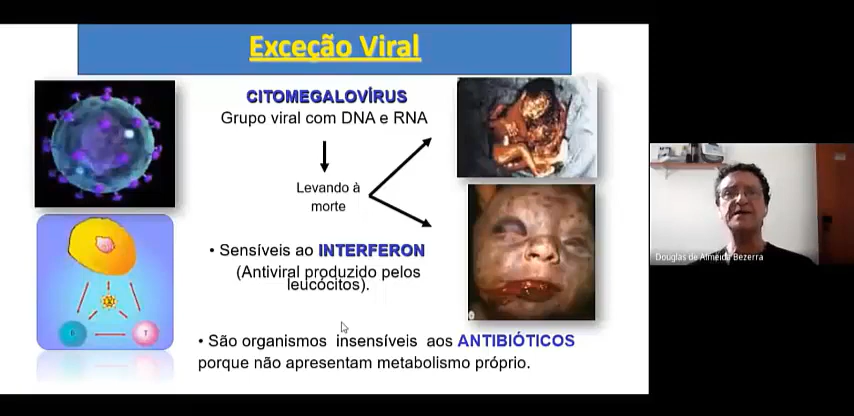 Exceção Viral
CITOMEGALOVÍRUS
Grupo viral com DNA e RNA
Levando à
morte
• Sensíveis ao INTERFERON
(Antiviral produzido pelos
leucócitos).
• São organismos insensíveis aos ANTIBIÓTICOS
porque não apresentam metabolismo próprio.
Douglas de Almeida Bezerra